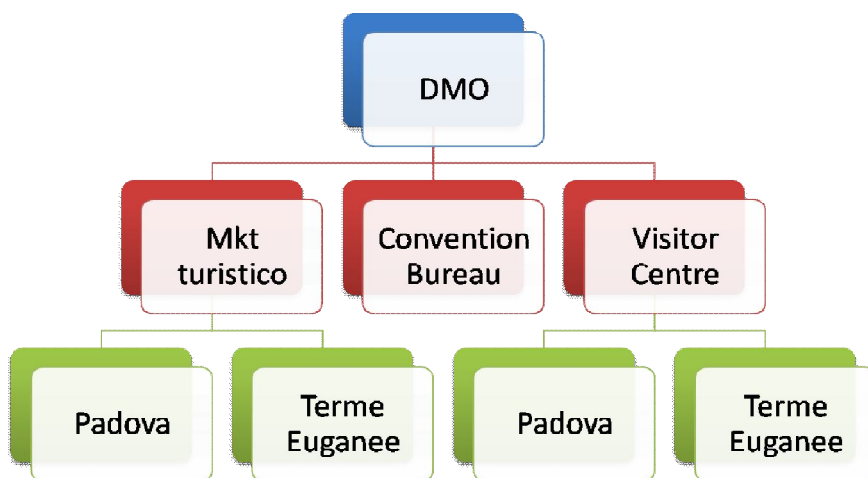 DMO
Mkt
turistico
Convention
Bureau
Visitor
Centre
Padova
Terme
Euganee
Padova
Terme
Euganee